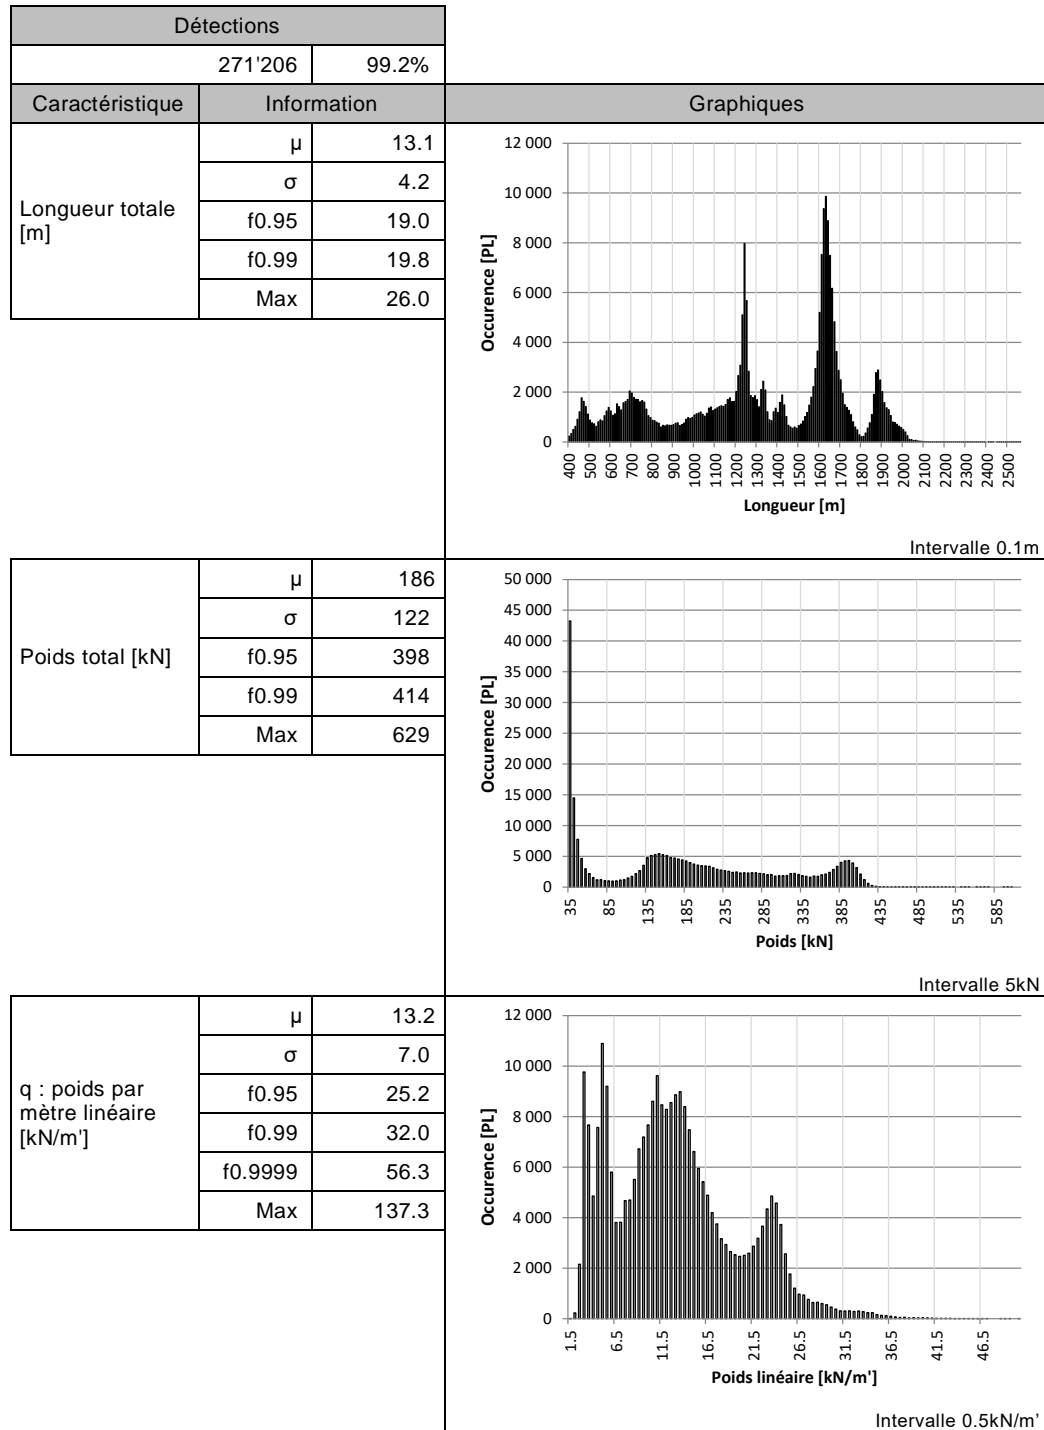 Détections
271'206 99.2%
Caractéristique Information Graphiques
Longueur totale [m]
μ 13.1
σ 4.2
f0.95 19.0
f0.99 19.8
Max 26.0
12 000
10 000
8 000
6 000
4 000
2 000
0
Occurence [PL]
400 500 600 700 800 900 1000 1100 1200 1300 1400 1500 1600 1700 1800 1900 2000 2100 2200 2300 2400 2500
Longueur [m]
Intervalle 0.1m
Poids total [kN]
μ 186
σ 122
f0.95 398
f0.99 414
Max 629
50 000
45 000
40 000
35 000
30 000
25 000
20 000
15 000
10 000
5 000
0
Occurence [PL]
35 85 135 185 235 285 335 385 435 485 535 585
Poids [kN]
Intervalle 5kN
q : poids par
mètre linéaire
[kN/m']
μ 13.2
σ 7.0
f0.95 25.2
f0.99 32.0
f0.9999 56.3
Max 137.3
12 000
10 000
8 000
6 000
4 000
2 000
0
Occurence [PL]
1.5 6.5 11.5 16.5 21.5 26.5 31.5 36.5 41.5 46.5
Poids linéaire [kN/m']
Intervalle 0.5kN/m’